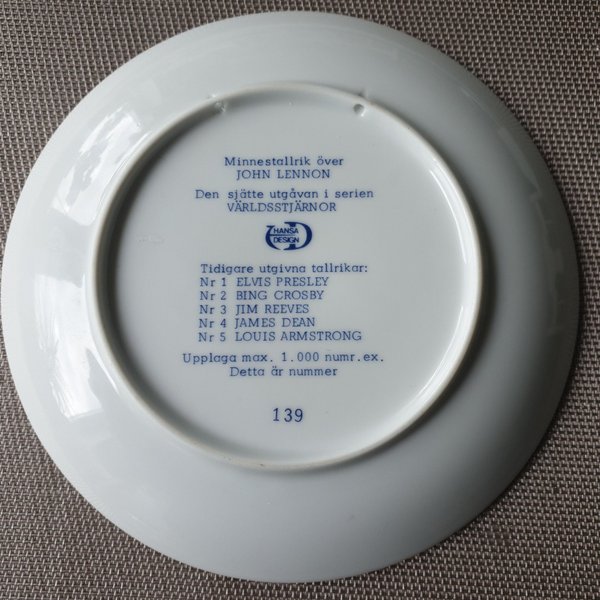 Minnestallrik över
JOHN LENNON
Den sjätte utgåvan i serien
VÄRLDSSTJÄRNOR
HANSA
DESIGN
Tidigare utgivna tallrikar:
Nr 1 ELVIS PRESLEY
Nr 2 BING CROSBY
Nr 3 JIM REEVES
Nr 4 JAMES DEAN
Nr 5 LOUIS ARMSTRONG
Upplaga max. 1.000 numr.ex.
Detta är nummer
139